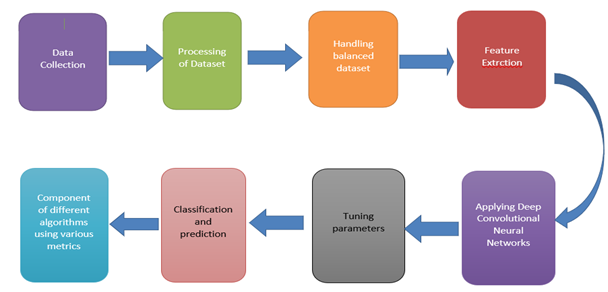 Data
Collection
Processing
of Dataset
Handling
balanced
dataset
Feature
Extrction
Applying Deep
Convolutional
Neural
Networks
Tuning
parameters
Classification
and
prediction
Component
of different
algorithms
using various
metrics